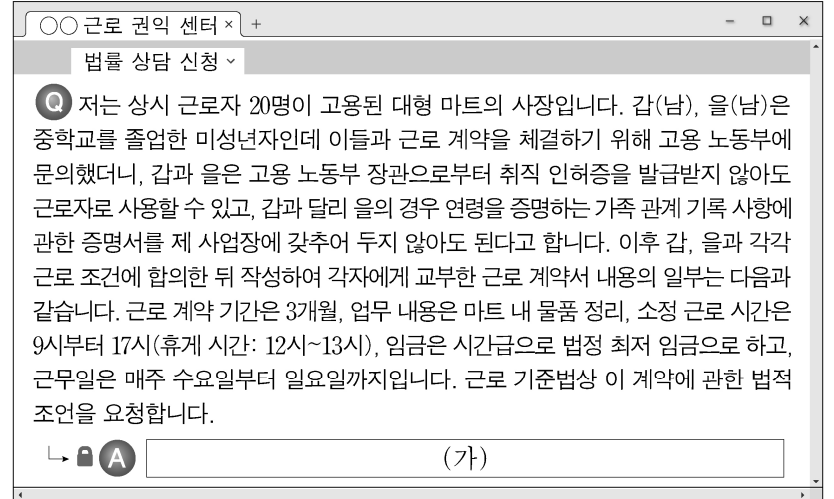 ○○ 근로 권익 센터 × +
법률 상담 신청
Q 저는 상시 근로자 20명이 고용된 대형 마트의 사장입니다. 갑(남), 을(남)은
중학교를 졸업한 미성년자인데 이들과 근로 계약을 체결하기 위해 고용 노동부에
문의했더니, 갑과 을은 고용 노동부 장관으로부터 취직 인허증을 발급받지 않아도
근로자로 사용할 수 있고, 갑과 달리 을의 경우 연령을 증명하는 가족 관계 기록 사항에
관한 증명서를 제 사업장에 갖추어 두지 않아도 된다고 합니다. 이후 갑, 을과 각각
근로 조건에 합의한 뒤 작성하여 각자에게 교부한 근로 계약서 내용의 일부는 다음과
같습니다. 근로 계약 기간은 3개월, 업무 내용은 마트 내 물품 정리, 소정 근로 시간은
9시부터 17시(휴게 시간: 12시~13시), 임금은 시간급으로 법정 최저 임금으로 하고,
근무일은 매주 수요일부터 일요일까지입니다. 근로 기준법상 이 계약에 관한 법적
조언을 요청합니다.
A (가)